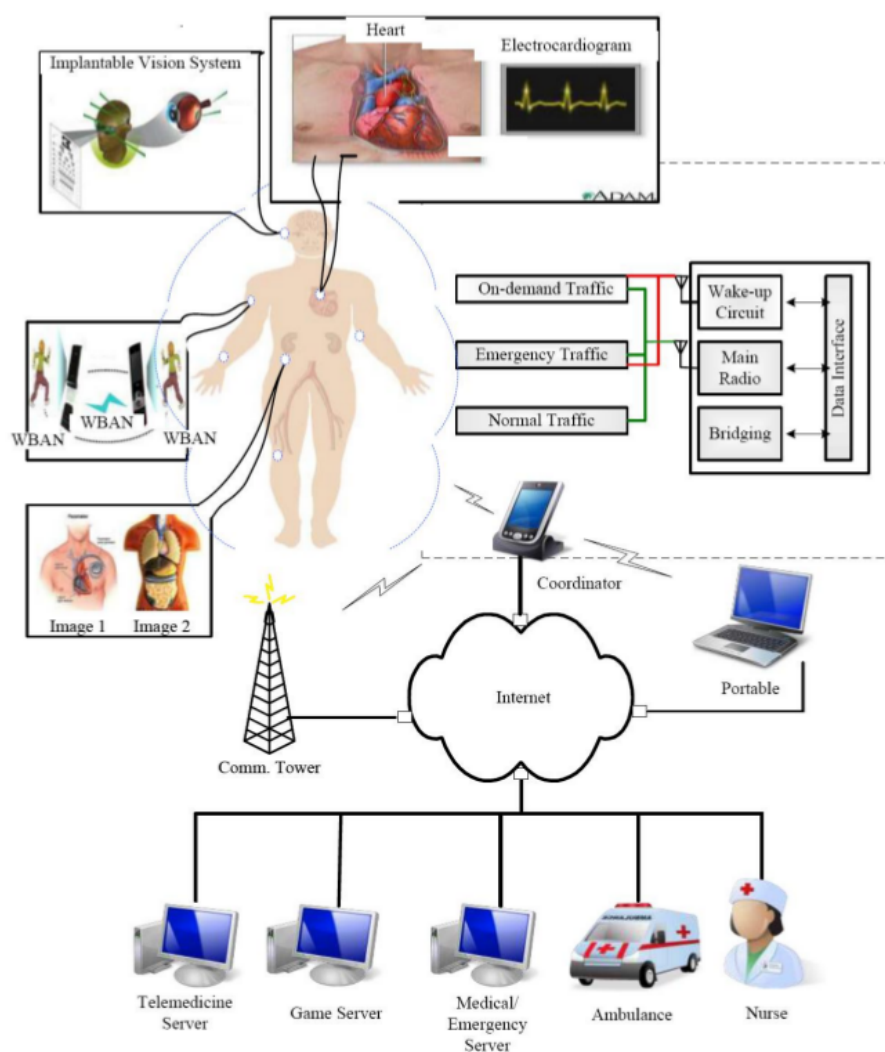 Heart
Electrocardiogram
Implantable Vision System
ADAM
On-demand Traffic
Wake-up
Circuit
Emergency Traffic
Main
Radio
Data Interface
Normal Traffic
Bridging
WBAN
WBAN
WBAN
Image 1
Image 2
Coordinator
Internet
Portable
Comm. Tower
Telemedicine
Server
Game Server
Medical/
Emergency
Server
Ambulance
Nurse